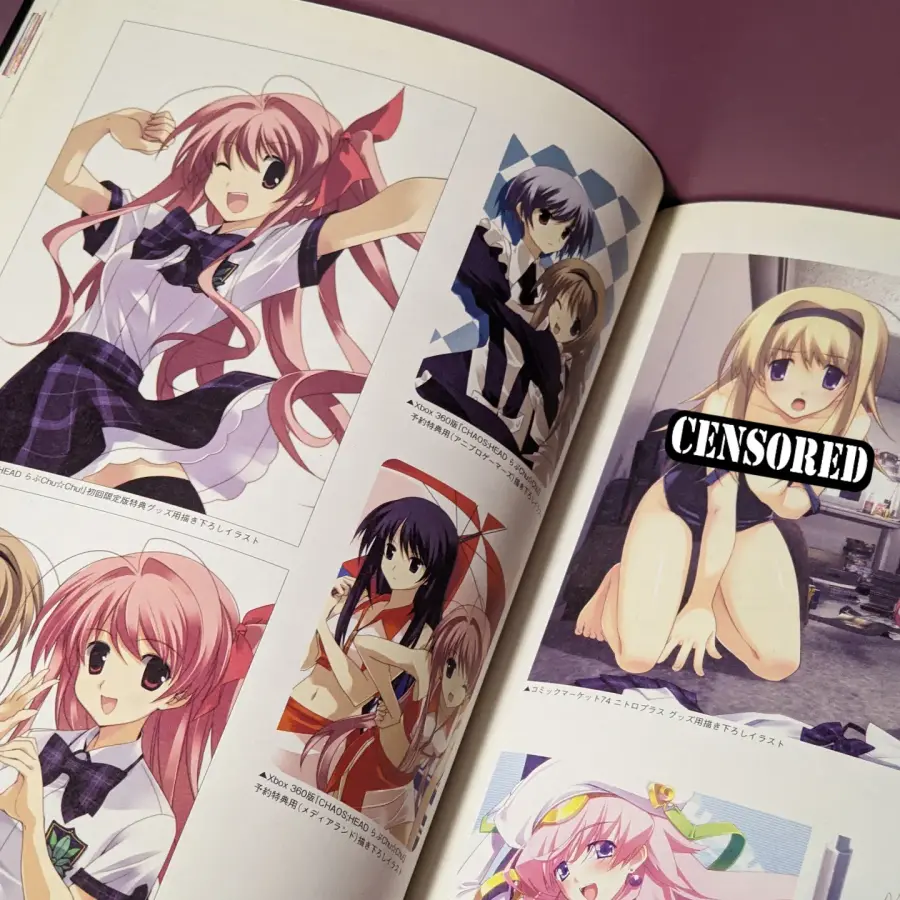 HEAD らぶChu☆Chu!』初回限定版特典グッズ用描き下ろしイラスト
▲Xbox 360版『CHAOS;HEAD らぶChu☆Chu!』
予約特典用(アニブロゲーマーズ)描き下ろしイラスト
▲Xbox 360版『CHAOS;HEAD らぶChu☆Chu!』
予約特典用(メディアランド)描き下ろしイラスト
CENSORED
▲コミックマーケット74 ニトロプラス グッズ用描き下ろしイラスト